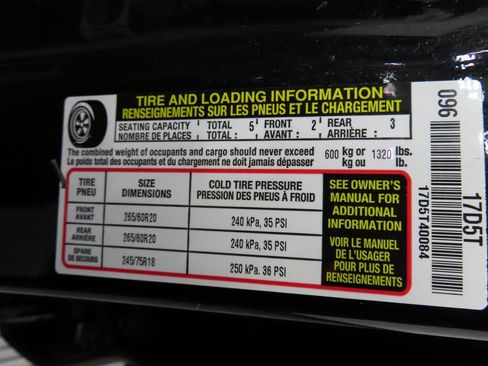 TIRE AND LOADING INFORMATION
RENSEIGNEMENTS SUR LES PNEUS ET LE CHARGEMENT
SEATING CAPACITY TOTAL : 5 FRONT : 2 REAR : 3
NOMBRE DE PLACES TOTAL : AVANT : ARRIÈRE :
The combined weight of occupants and cargo should never exceed 600 kg or 1320 lbs.
Le poids total des occupants et du chargement ne doit jamais dépasser kg ou lb.
TIRE SIZE COLD TIRE PRESSURE
PNEU DIMENSIONS PRESSION DES PNEUS À FROID
FRONT
AVANT 265/60R20 240 kPa, 35 PSI
REAR
ARRIÈRE 265/60R20 240 kPa, 35 PSI
SPARE
DE SECOURS 245/75R18 250 kPa, 36 PSI
SEE OWNER'S
MANUAL FOR
ADDITIONAL
INFORMATION
VOIR LE MANUEL
DE L'USAGER
POUR PLUS DE
RENSEIGNEMENTS
17D5T40084
096 17D5T